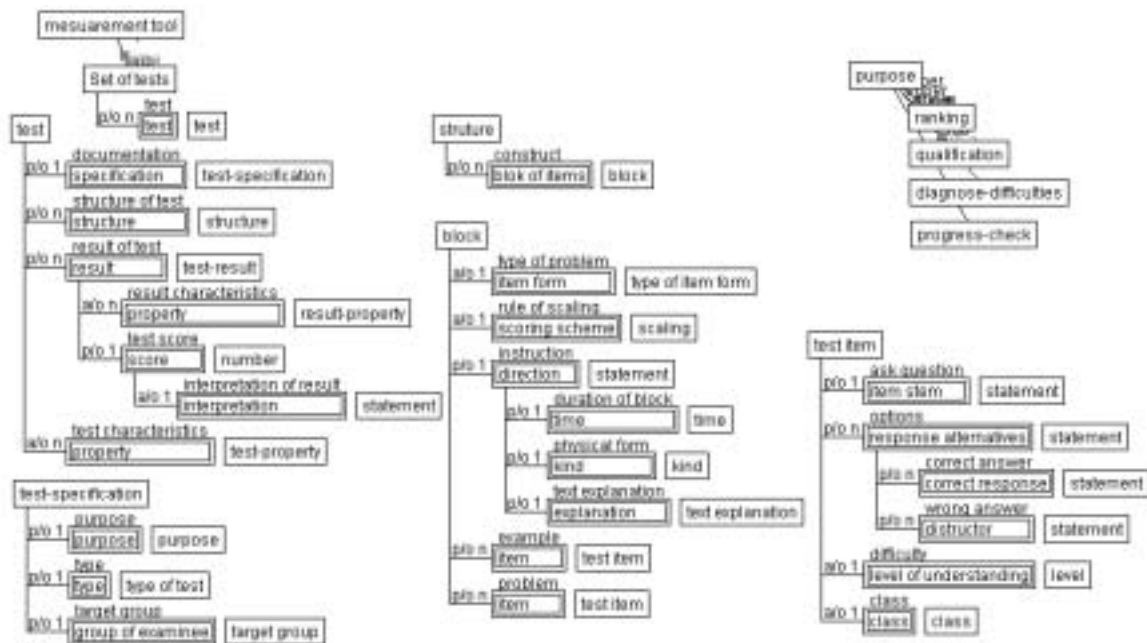 mesuarement tool
Set of tests
test
p/o n test test
test
documentation
p/o 1 specification test-specification
structure of test
p/o n structure structure
result of test
p/o n result test-result
result characteristics
a/o n property result-property
test score
p/o 1 score number
interpretation of result
a/o 1 interpretation statement
test characteristics
a/o n property test-property
test-specification
purpose
p/o 1 purpose purpose
type
p/o 1 type type of test
target group
p/o 1 group of examinee target group
struture
construct
p/o n blok of items block
block
type of problem
a/o 1 item form type of item form
rule of scaling
a/o 1 scoring scheme scaling
instruction
p/o 1 direction statement
duration of block
p/o 1 time time
physical form
p/o 1 kind kind
text explanation
p/o 1 explanation text explanation
example
p/o n item test item
problem
p/o n item test item
purpose
ranking
qualification
diagnose-difficulties
progress-check
test item
ask question
p/o 1 item stem statement
options
p/o n response alternatives statement
correct answer
p/o n correct response statement
wrong answer
p/o n distructor statement
difficulty
a/o 1 level of understanding level
class
a/o 1 class class